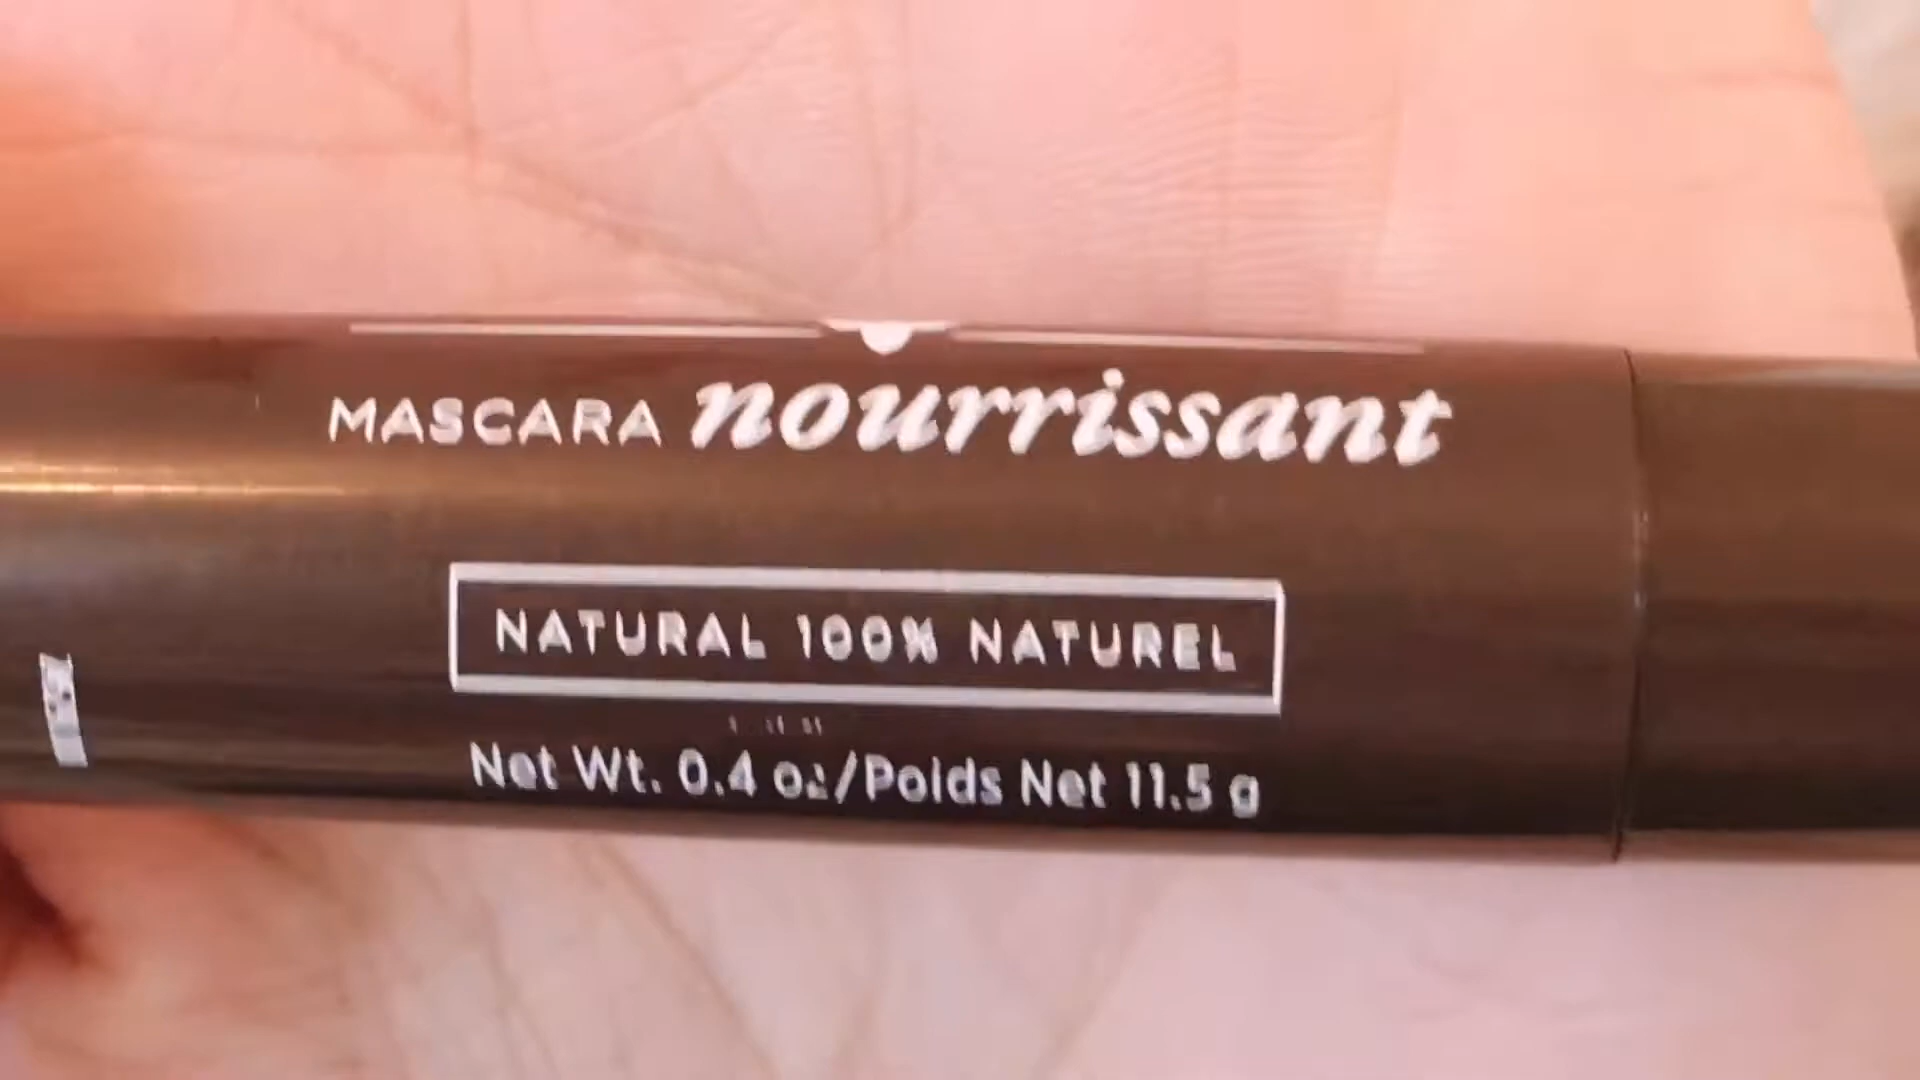 MASCARA nourrissant
NATURAL 100% NATUREL
Net Wt. 0.4 oz/Poids Net 11.5 g